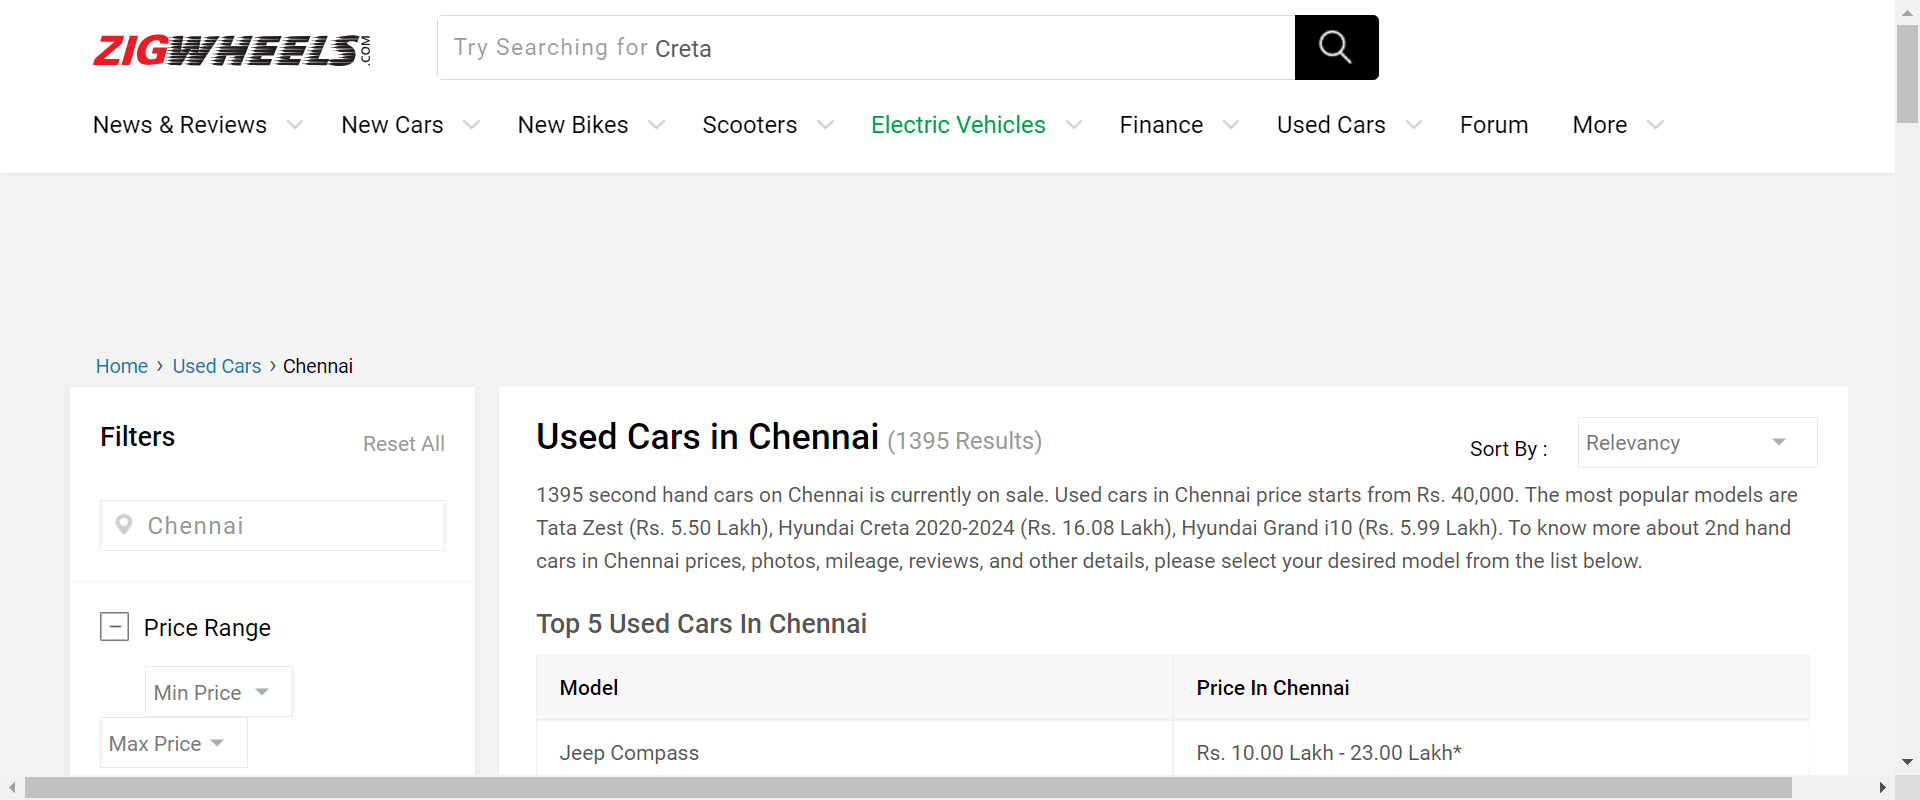 ZIGWHEELS.COM
Try Searching for Creta
News & Reviews New Cars New Bikes Scooters Electric Vehicles Finance Used Cars Forum More
Home › Used Cars › Chennai
Filters
Reset All
Chennai
Price Range
Min Price
Max Price
Used Cars in Chennai (1395 Results)
Sort By : Relevancy
1395 second hand cars on Chennai is currently on sale. Used cars in Chennai price starts from Rs. 40,000. The most popular models are
Tata Zest (Rs. 5.50 Lakh), Hyundai Creta 2020-2024 (Rs. 16.08 Lakh), Hyundai Grand i10 (Rs. 5.99 Lakh). To know more about 2nd hand
cars in Chennai prices, photos, mileage, reviews, and other details, please select your desired model from the list below.
Top 5 Used Cars In Chennai
Model Price In Chennai
Jeep Compass Rs. 10.00 Lakh - 23.00 Lakh*